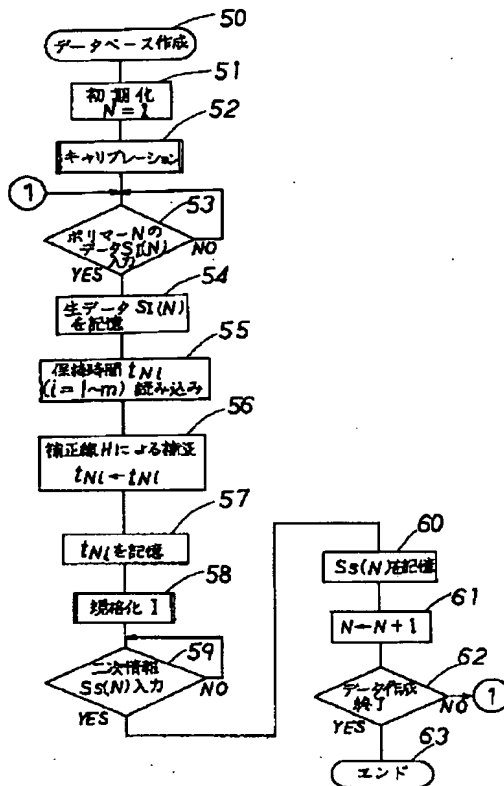 50
データベース作成
51
初期化
N=1
52
キャリブレーション
1
53
ポリマーNの
データSI(N)
入力
NO
YES
54
生データSI(N)
を記憶
55
保持時間 tNi
(i=1~m) 読み込み
56
補正線Hによる補正
tNi←tNi
57
tNiを記憶
58
規格化 I
59
二次情報
Ss(N)入力
NO
YES
60
Ss(N)を記憶
61
N←N+1
62
データ作成
終了
NO
1
YES
63
エンド